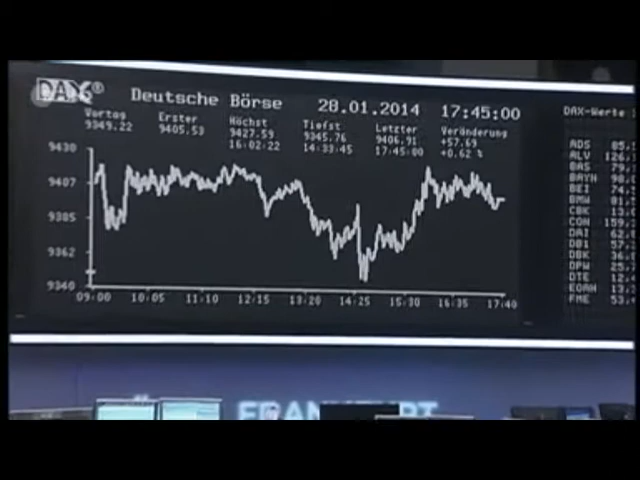 DAX®
Deutsche Börse 28.01.2014 17:45:00
Vortag Erster Höchst Tiefst Letzter Veränderung
9349.22 9405.53 9427.59 9345.76 9406.91 +57.69
16:02:22 14:33:45 17:45:00 +0.62 %
DAX-Werte
9430
9407
9385
9362
9340
09:00 10:05 11:10 12:15 13:20 14:25 15:30 16:35 17:40
ADS
ALV
BAS
BAYN
BEI
BMW
CBK
CON
DAI
DB1
DBK
DPW
DTE
EOAN
FME
FRANKFURT